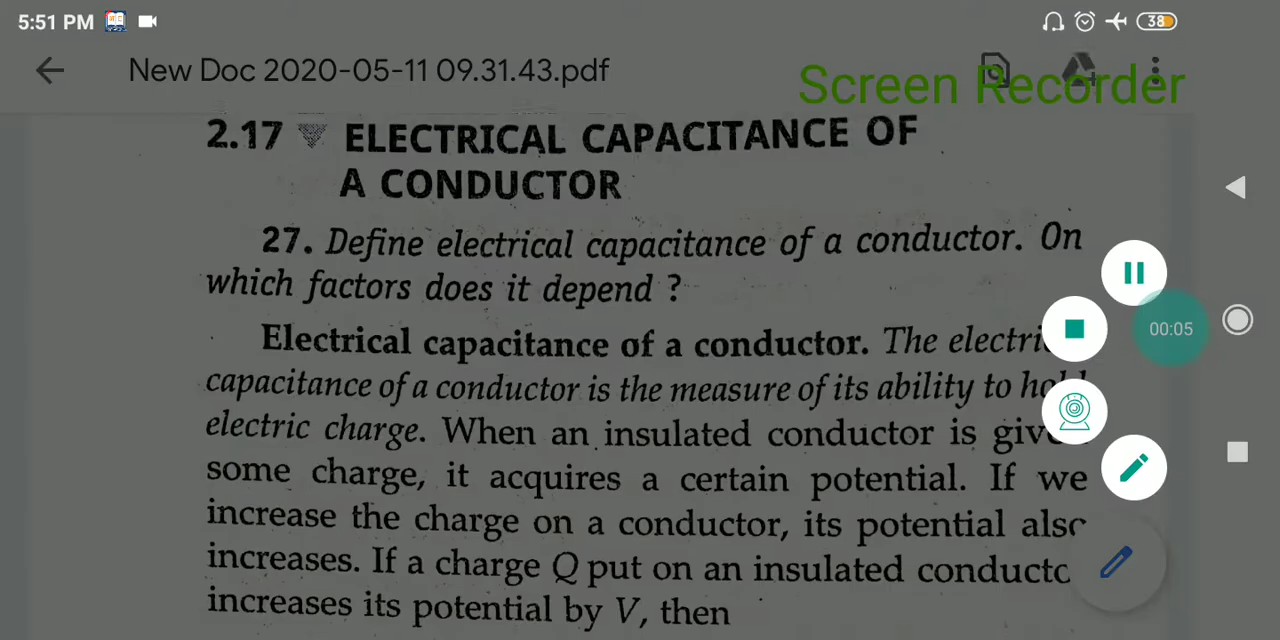 5:51 PM
38
New Doc 2020-05-11 09.31.43.pdf
Screen Recorder
2.17 ELECTRICAL CAPACITANCE OF
A CONDUCTOR
27. Define electrical capacitance of a conductor. On
which factors does it depend ?
Electrical capacitance of a conductor. The electri
capacitance of a conductor is the measure of its ability to hold
electric charge. When an insulated conductor is give
some charge, it acquires a certain potential. If we
increase the charge on a conductor, its potential also
increases. If a charge Q put on an insulated conducto
increases its potential by V, then
00:05